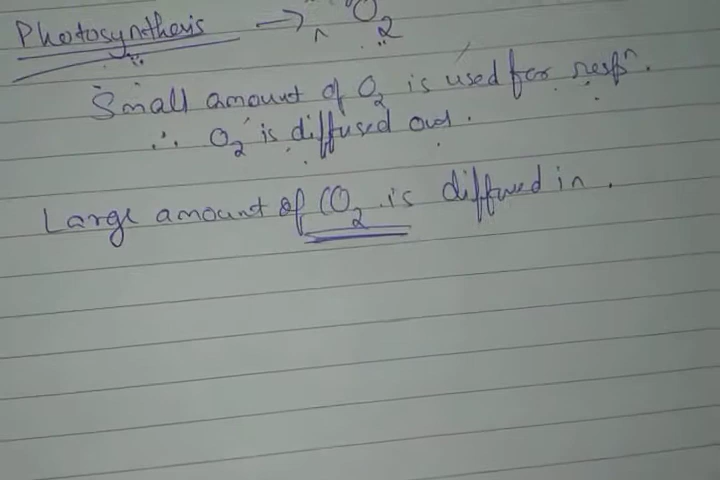 Photosynthesis → O2
Small amount of O2 is used for respn.
∴ O2 is diffused out.
Large amount of CO2 is diffused in.